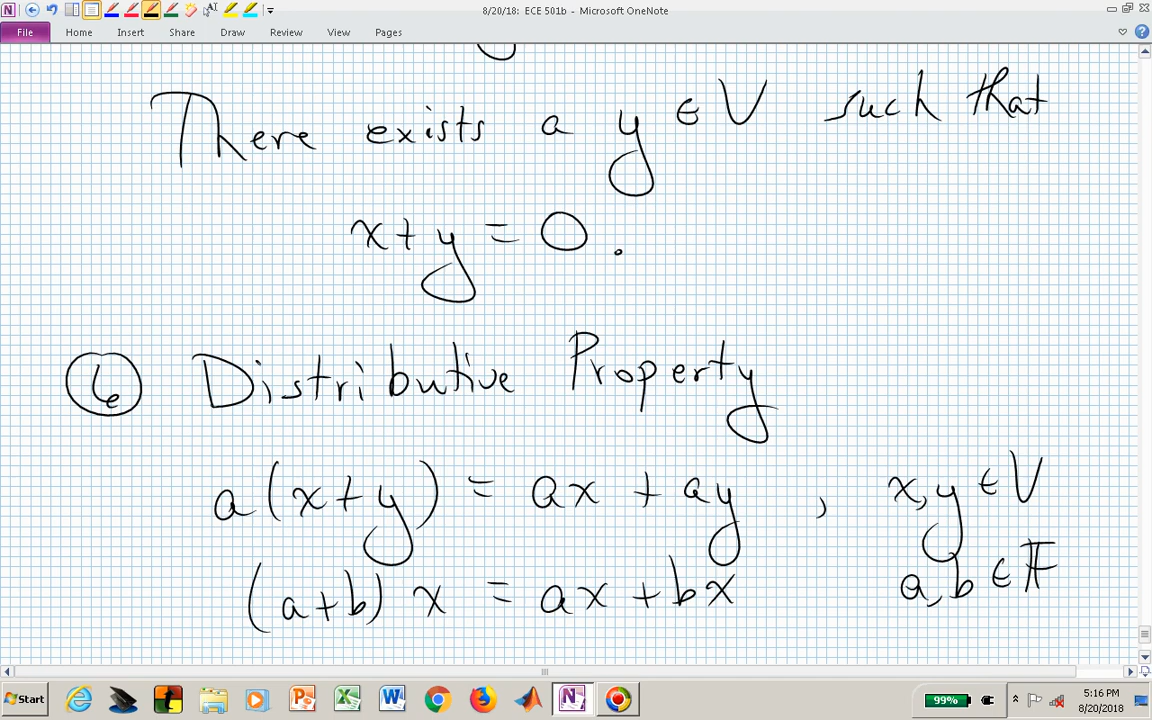 8/20/18: ECE 501b - Microsoft OneNote
File Home Insert Share Draw Review View Pages
There exists a y ∈ V such that
x + y = 0.
6 Distributive Property
a(x+y) = ax + ay , x,y ∈ V
(a+b) x = ax + bx a,b ∈ 𝔽
Start 99% 5:16 PM
8/20/2018